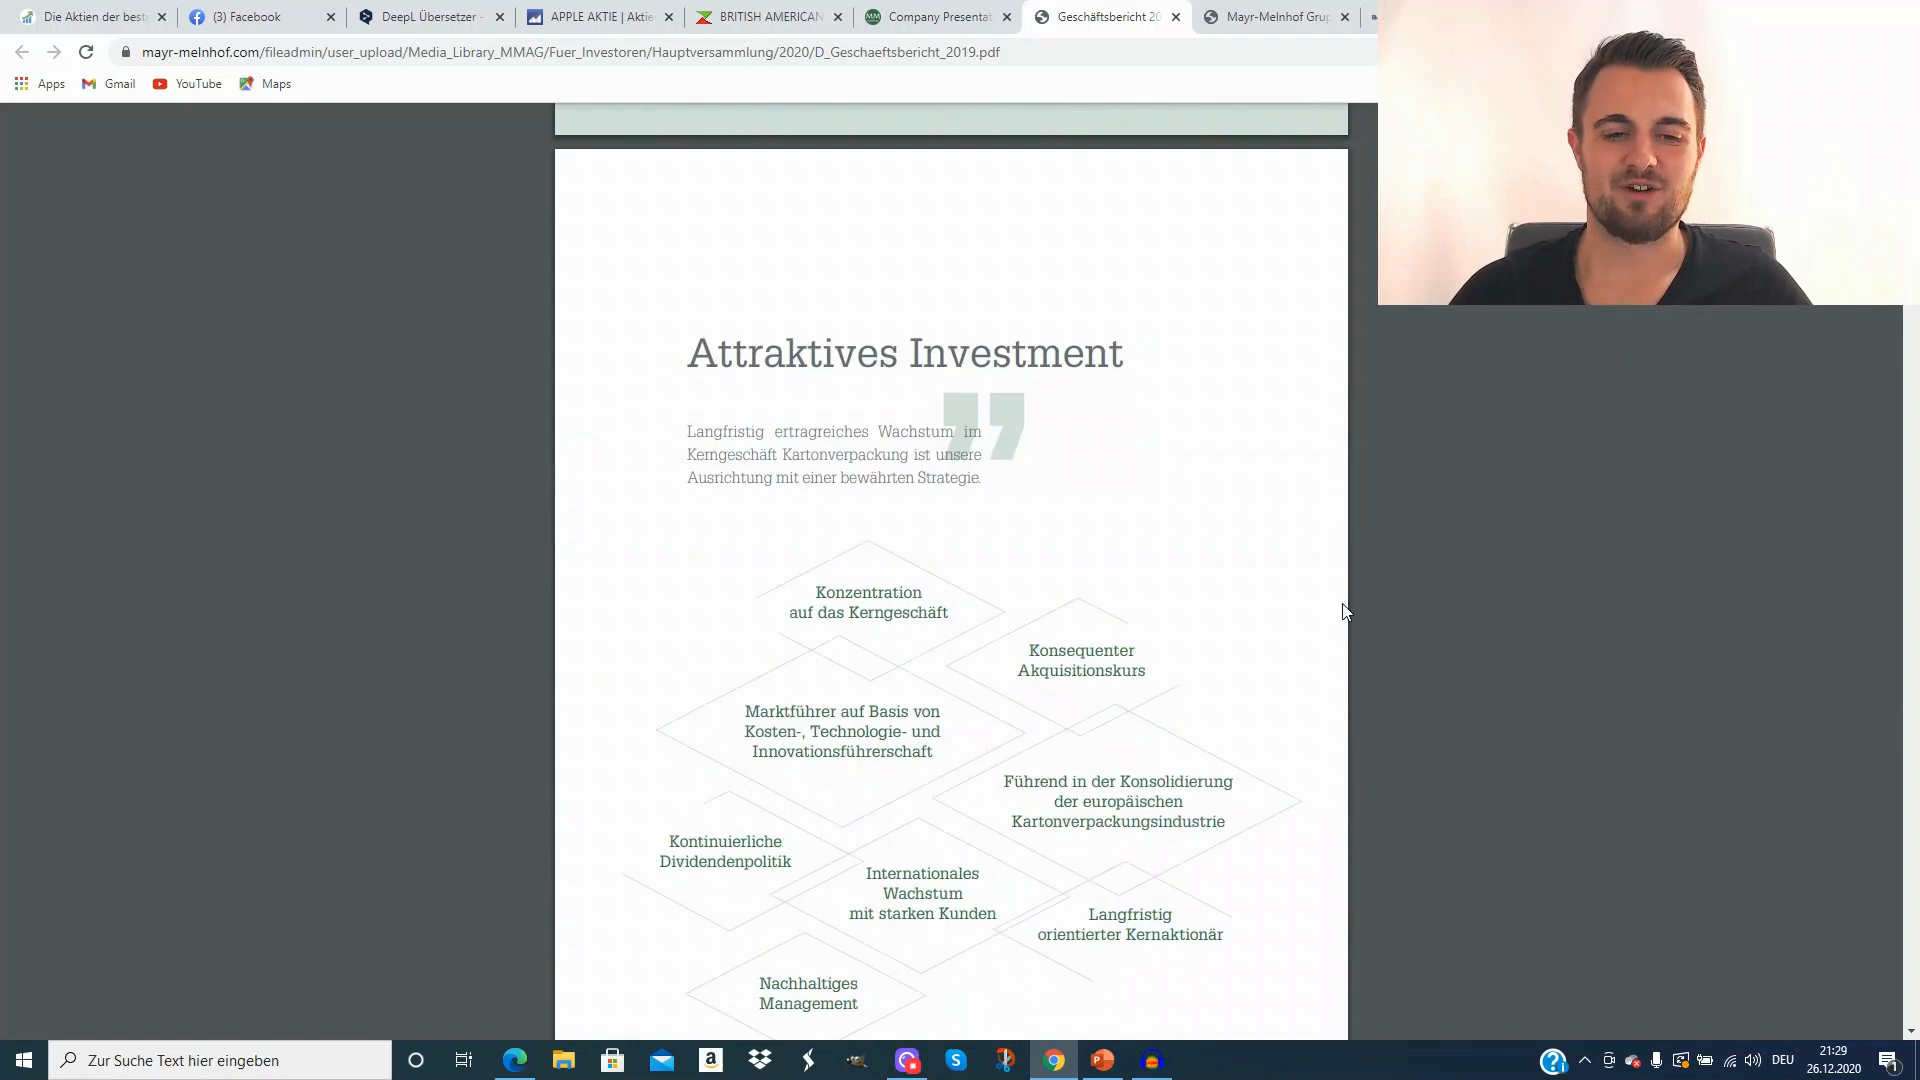 Die Aktien der best
(3) Facebook
DeepL Übersetzer -
APPLE AKTIE | Aktie
BRITISH AMERICAN
Company Presentat
Geschäftsbericht 20
Mayr-Melnhof Grup
mayr-melnhof.com/fileadmin/user_upload/Media_Library_MMAG/Fuer_Investoren/Hauptversammlung/2020/D_Geschaeftsbericht_2019.pdf
Apps
Gmail
YouTube
Maps
Attraktives Investment
”
Langfristig ertragreiches Wachstum im
Kerngeschäft Kartonverpackung ist unsere
Ausrichtung mit einer bewährten Strategie.
Konzentration
auf das Kerngeschäft
Konsequenter
Akquisitionskurs
Marktführer auf Basis von
Kosten-, Technologie- und
Innovationsführerschaft
Führend in der Konsolidierung
der europäischen
Kartonverpackungsindustrie
Kontinuierliche
Dividendenpolitik
Internationales
Wachstum
mit starken Kunden
Langfristig
orientierter Kernaktionär
Nachhaltiges
Management
Zur Suche Text hier eingeben
DEU
21:29
26.12.2020
1